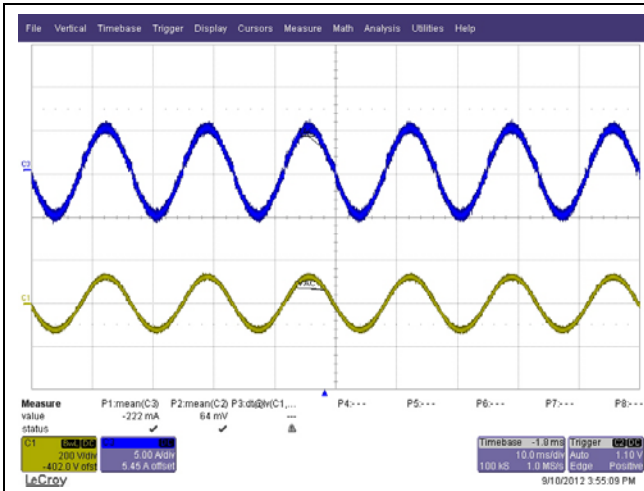 File Vertical Timebase Trigger Display Cursors Measure Math Analysis Utilities Help
C3
C1
Measure P1:mean(C3) P2:mean(C2) P3:dt@lv(C1,... P4:--- P5:--- P6:--- P7:--- P8:---
value -222 mA 64 mV ---
status
C1 BwL DC
200 V/div
-402.0 V ofst
5.00 A/div
5.45 A offset
Timebase -1.8 ms
10.0 ms/div
100 kS 1.0 MS/s
Trigger C2 DC
Auto 1.10 V
Edge Positive
LeCroy
9/10/2012 3:55:09 PM